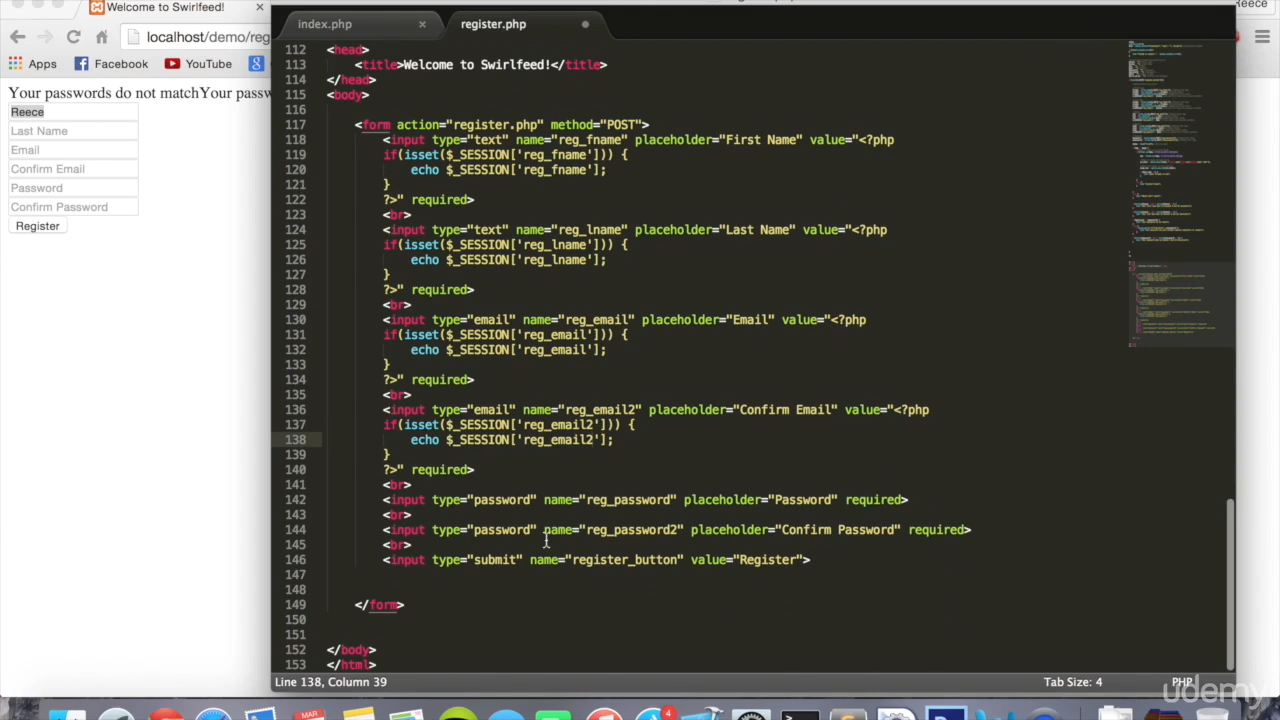 Welcome to Swirlfeed!
Reece
localhost/demo/reg
Apps
Facebook
YouTube
Your passwords do not matchYour passw
Reece
Last Name
Email
Confirm Email
Password
Confirm Password
Register
index.php
register.php
112 <head>
113 <title>Welcome to Swirlfeed!</title>
114 </head>
115 <body>
116
117 <form action="register.php" method="POST">
118 <input type="text" name="reg_fname" placeholder="First Name" value="<?php
119 if(isset($_SESSION['reg_fname'])) {
120 echo $_SESSION['reg_fname'];
121 }
122 ?>" required>
123 <br>
124 <input type="text" name="reg_lname" placeholder="Last Name" value="<?php
125 if(isset($_SESSION['reg_lname'])) {
126 echo $_SESSION['reg_lname'];
127 }
128 ?>" required>
129 <br>
130 <input type="email" name="reg_email" placeholder="Email" value="<?php
131 if(isset($_SESSION['reg_email'])) {
132 echo $_SESSION['reg_email'];
133 }
134 ?>" required>
135 <br>
136 <input type="email" name="reg_email2" placeholder="Confirm Email" value="<?php
137 if(isset($_SESSION['reg_email2'])) {
138 echo $_SESSION['reg_email2'];
139 }
140 ?>" required>
141 <br>
142 <input type="password" name="reg_password" placeholder="Password" required>
143 <br>
144 <input type="password" name="reg_password2" placeholder="Confirm Password" required>
145 <br>
146 <input type="submit" name="register_button" value="Register">
147
148
149 </form>
150
151
152 </body>
153 </html>
Line 138, Column 39
Tab Size: 4
PHP
udemy
MAR
4